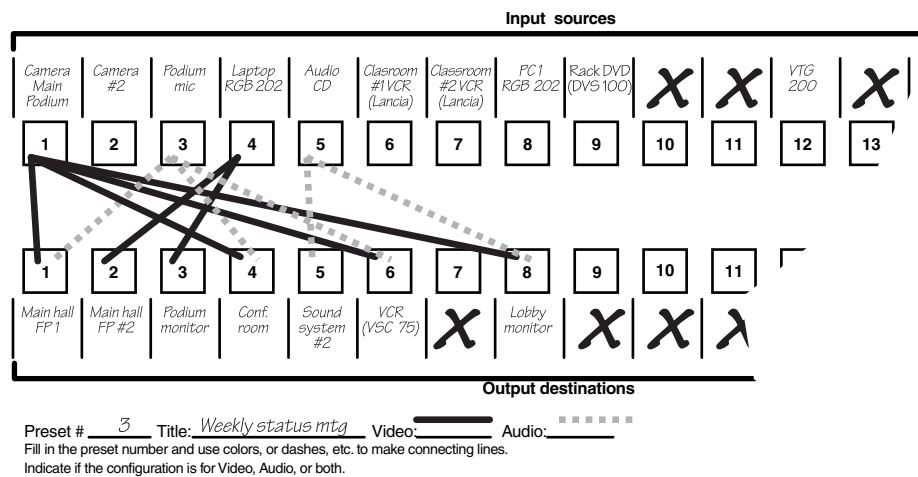 Input sources
Camera Main Podium
Camera #2
Podium mic
Laptop RGB 202
Audio CD
Clasroom #1 VCR (Lancia)
Classroom #2 VCR (Lancia)
PC1 RGB 202
Rack DVD (DVS 100)
X
X
VTG 200
X
1 2 3 4 5 6 7 8 9 10 11 12 13
1 2 3 4 5 6 7 8 9 10 11
Main hall FP 1
Main hall FP #2
Podium monitor
Conf. room
Sound system #2
VCR (VSC 75)
X
Lobby monitor
X
X
X
Output destinations
Preset # 3 Title: Weekly status mtg Video: Audio:
Fill in the preset number and use colors, or dashes, etc. to make connecting lines.
Indicate if the configuration is for Video, Audio, or both.